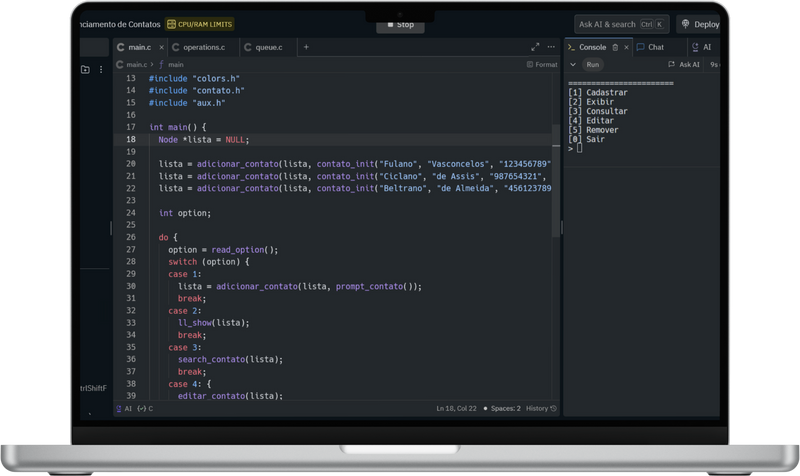 nciamento de Contatos
CPU/RAM LIMITS
Stop
Ask AI & search Ctrl K
Deploy
main.c × operations.c queue.c +
main.c > main
Format
13 #include "colors.h"
14 #include "contato.h"
15 #include "aux.h"
16
17 int main() {
18 Node *lista = NULL;
19
20 lista = adicionar_contato(lista, contato_init("Fulano", "Vasconcelos", "123456789"
21 lista = adicionar_contato(lista, contato_init("Ciclano", "de Assis", "987654321",
22 lista = adicionar_contato(lista, contato_init("Beltrano", "de Almeida", "456123789
23
24 int option;
25
26 do {
27 option = read_option();
28 switch (option) {
29 case 1:
30 lista = adicionar_contato(lista, prompt_contato());
31 break;
32 case 2:
33 ll_show(lista);
34 break;
35 case 3:
36 search_contato(lista);
37 break;
38 case 4: {
39 editar_contato(lista);
trlShiftF
AI {✓} C
Ln 18, Col 22 • Spaces: 2 History
>_ Console × Chat AI
Run
Ask AI 9s
=======================
[1] Cadastrar
[2] Exibir
[3] Consultar
[4] Editar
[5] Remover
[0] Sair
>